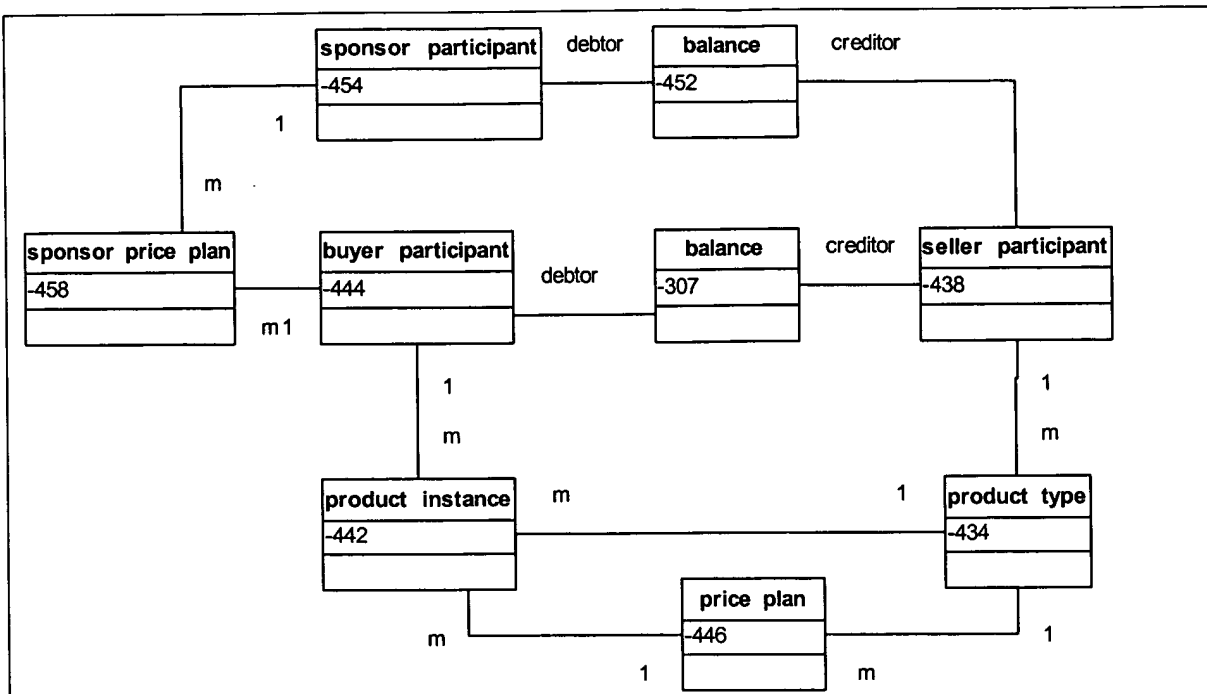 sponsor participant
debtor
balance
creditor
-454
-452
1
m
sponsor price plan
buyer participant
balance
creditor
seller participant
-458
-444
debtor
-307
-438
m 1
1
1
m
m
product instance
m
1
product type
-442
-434
price plan
m
-446
1
1
m